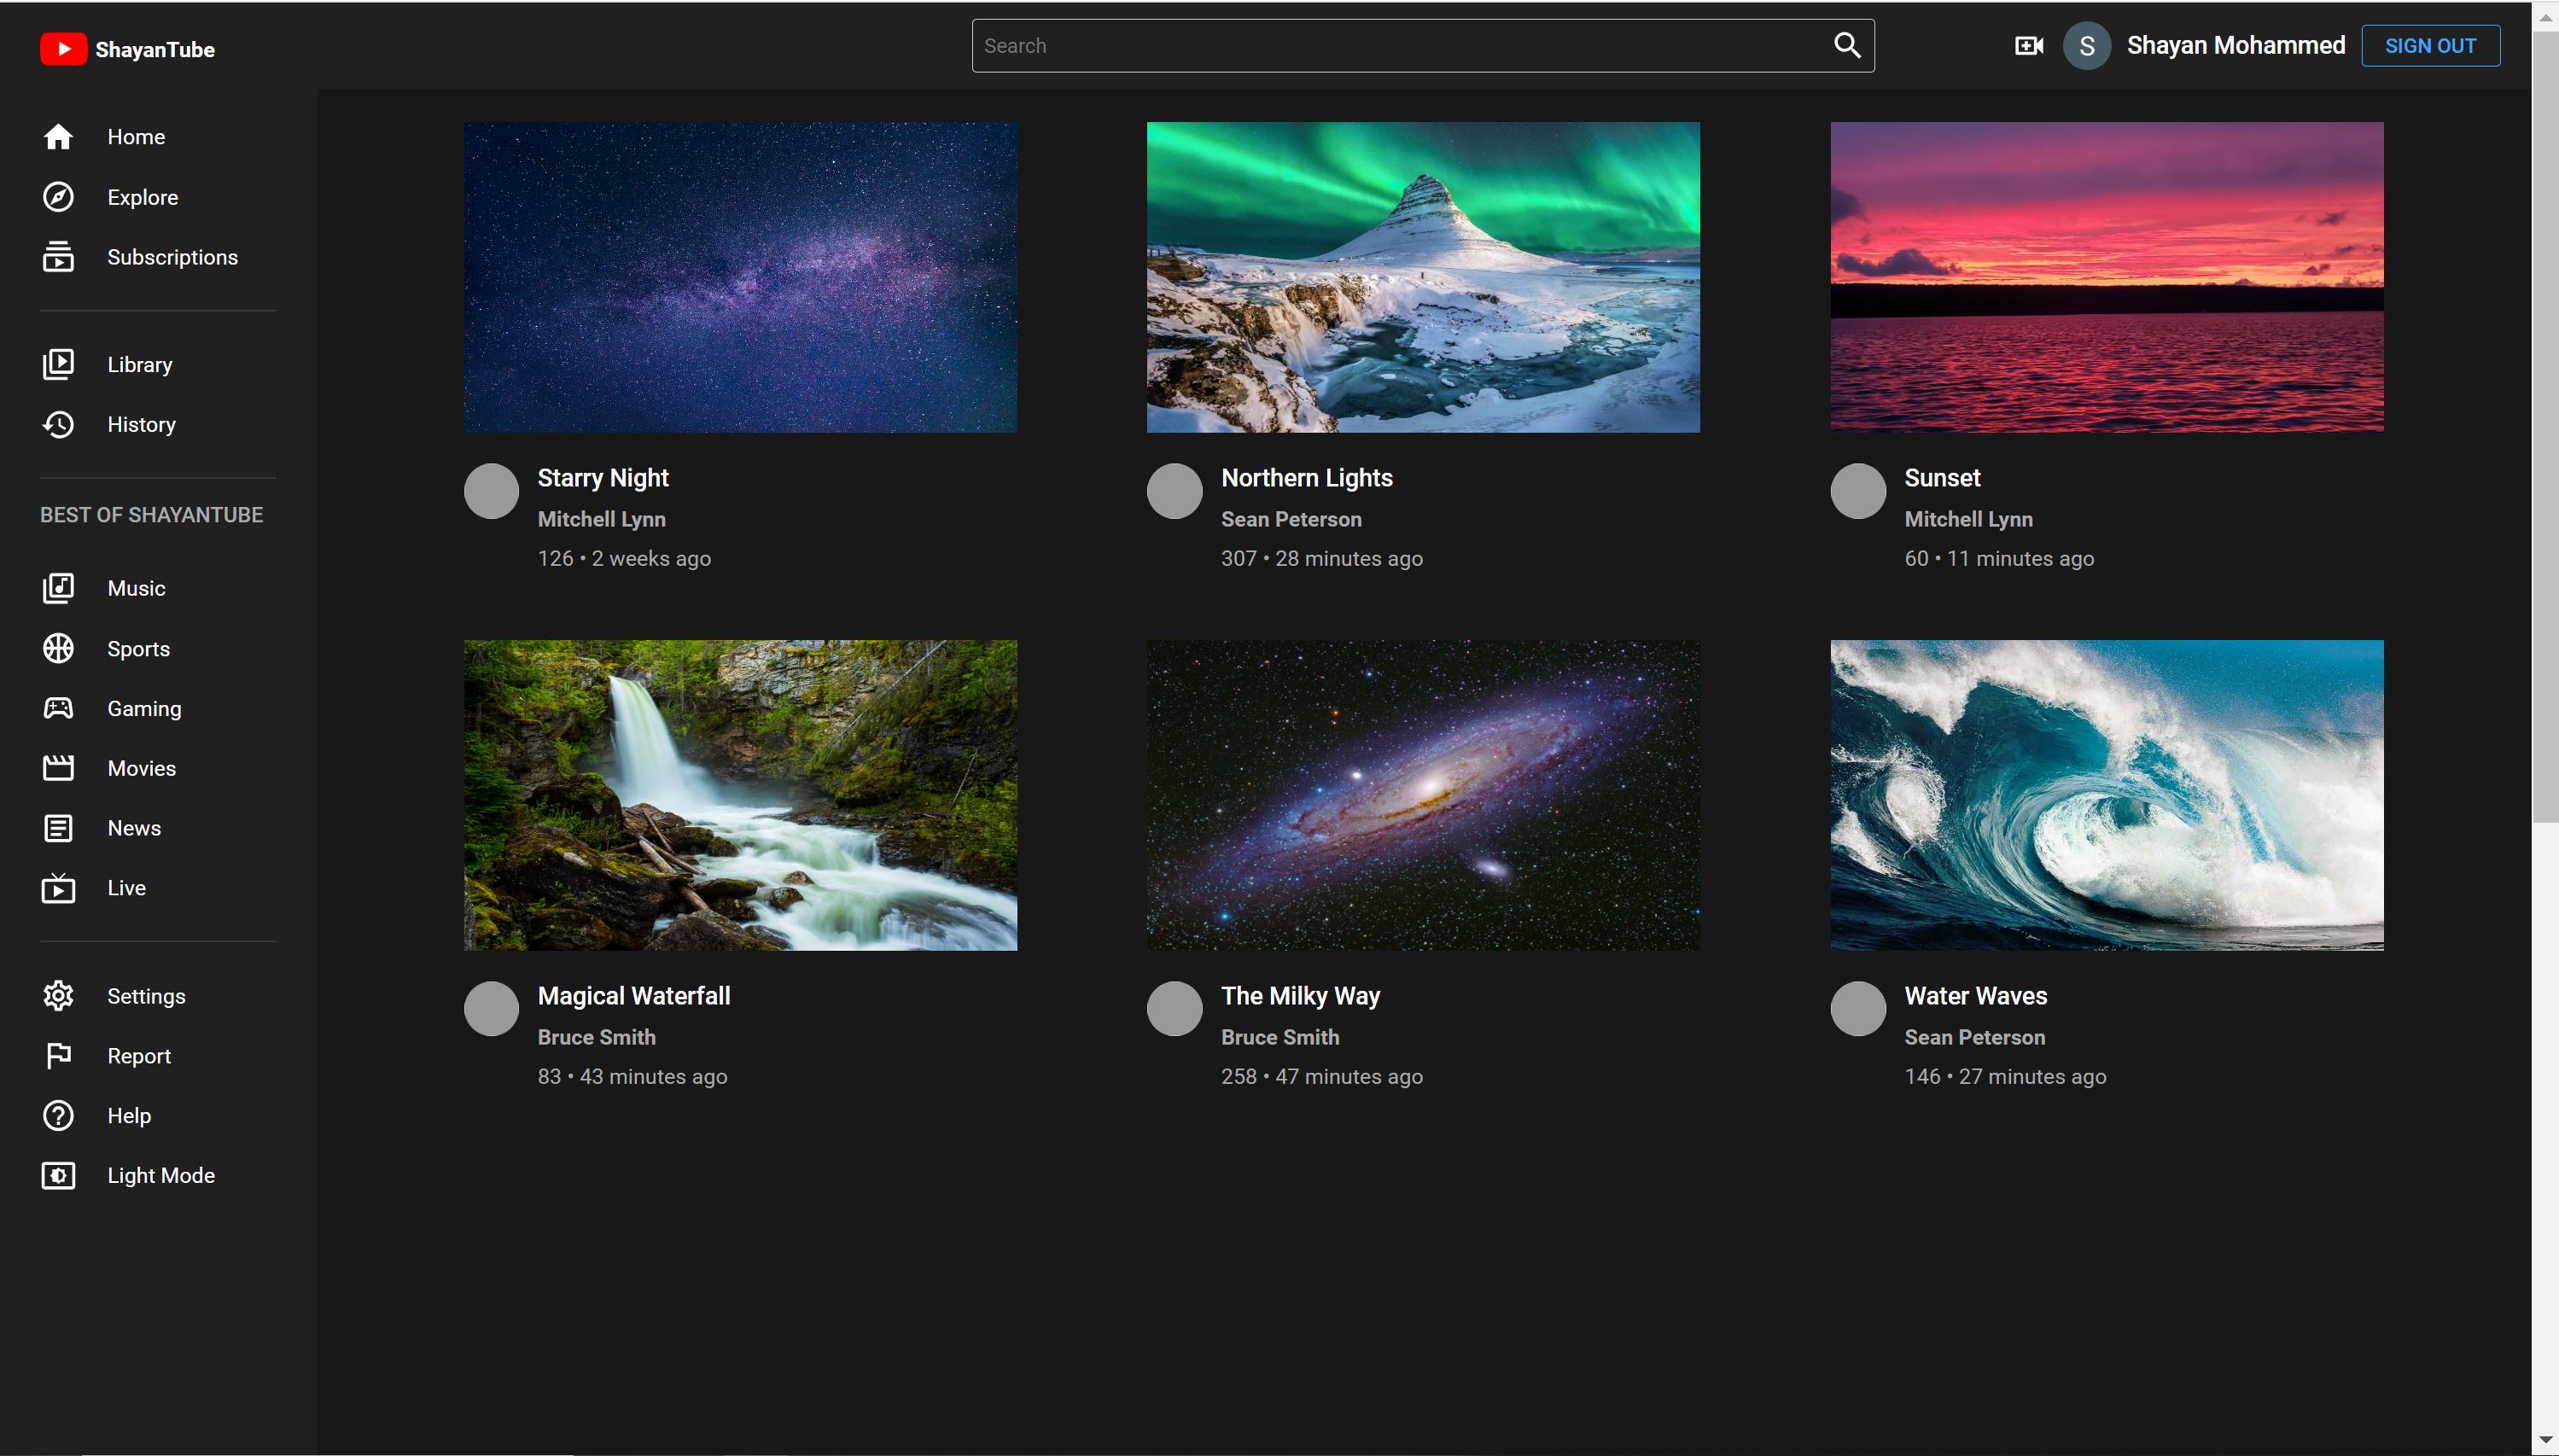 ShayanTube
Search
S
Shayan Mohammed
SIGN OUT
Home
Explore
Subscriptions
Library
History
BEST OF SHAYANTUBE
Music
Sports
Gaming
Movies
News
Live
Settings
Report
Help
Light Mode
Starry Night
Mitchell Lynn
126 • 2 weeks ago
Northern Lights
Sean Peterson
307 • 28 minutes ago
Sunset
Mitchell Lynn
60 • 11 minutes ago
Magical Waterfall
Bruce Smith
83 • 43 minutes ago
The Milky Way
Bruce Smith
258 • 47 minutes ago
Water Waves
Sean Peterson
146 • 27 minutes ago